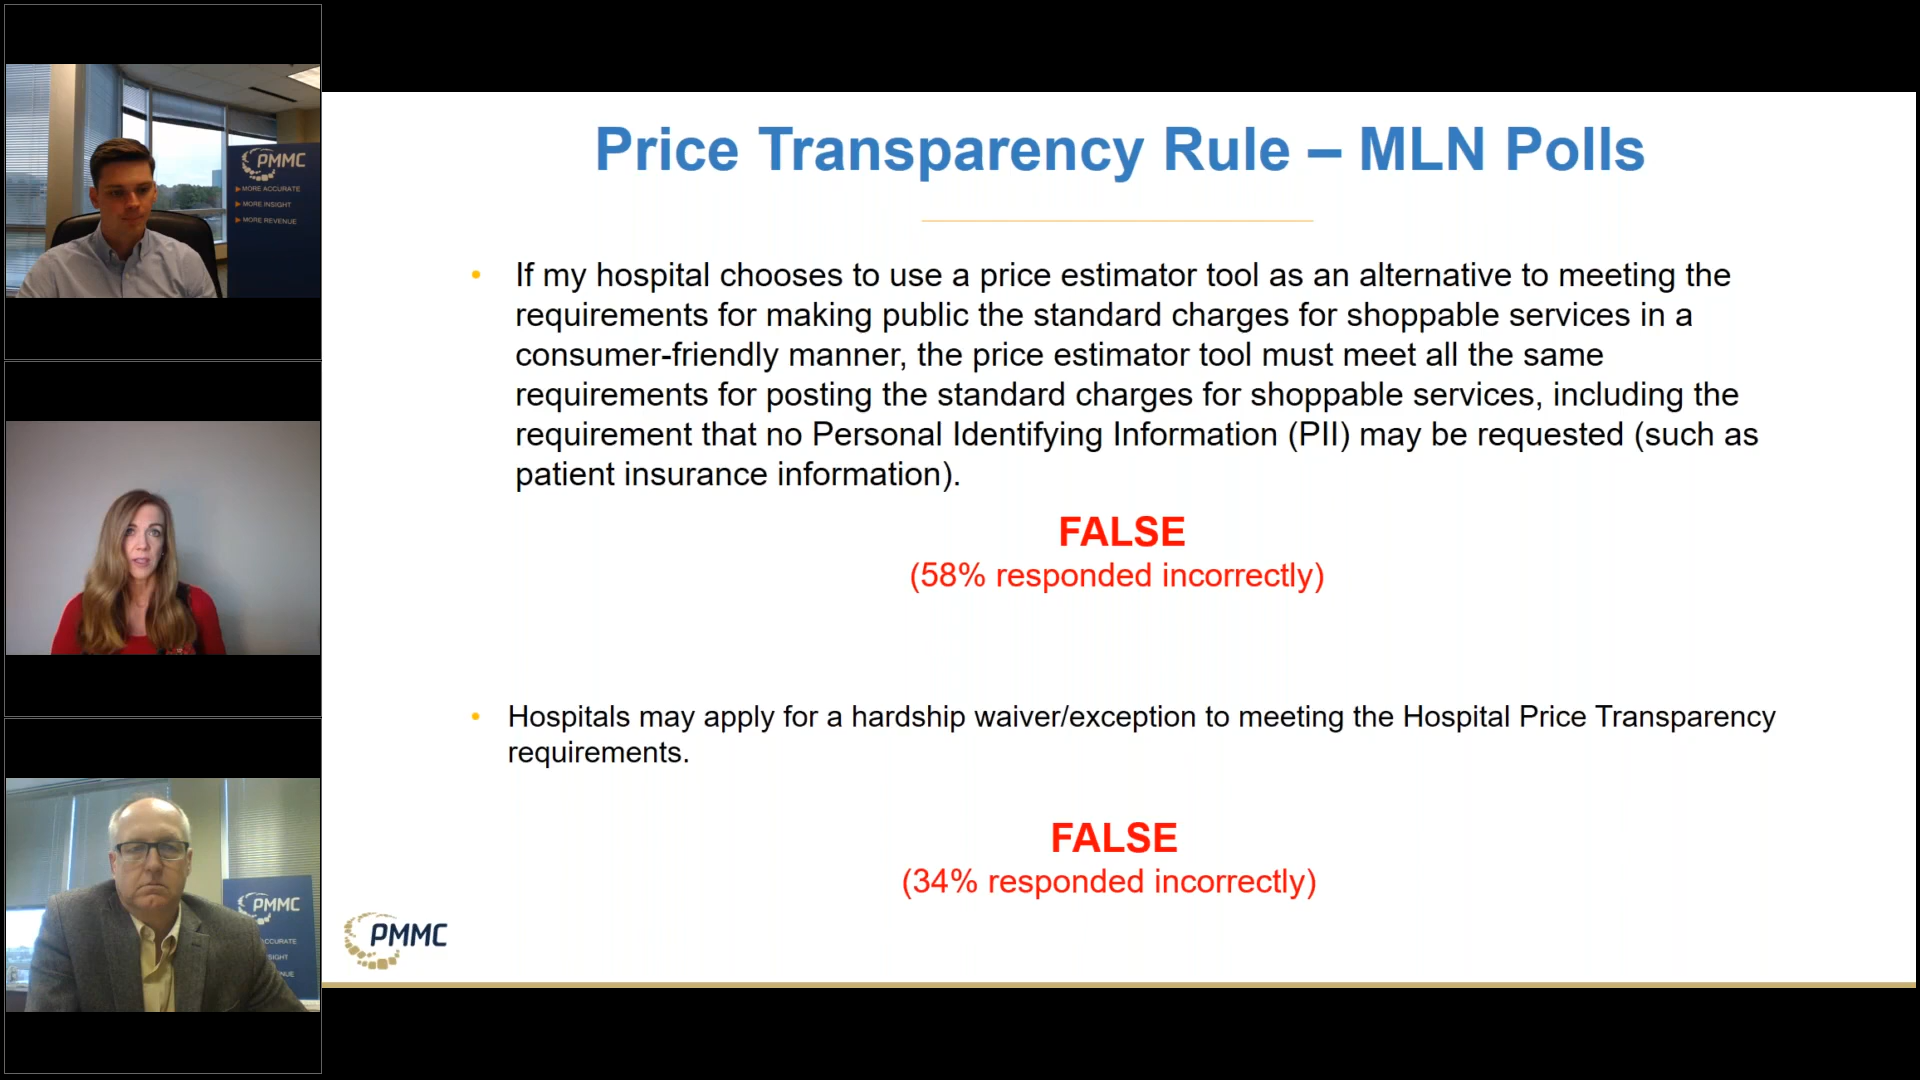 PMMC
MORE ACCURATE
MORE INSIGHT
MORE REVENUE
PMMC
CCURATE
SIGHT
NUE
Price Transparency Rule – MLN Polls
• If my hospital chooses to use a price estimator tool as an alternative to meeting the
requirements for making public the standard charges for shoppable services in a
consumer-friendly manner, the price estimator tool must meet all the same
requirements for posting the standard charges for shoppable services, including the
requirement that no Personal Identifying Information (PII) may be requested (such as
patient insurance information).
FALSE
(58% responded incorrectly)
• Hospitals may apply for a hardship waiver/exception to meeting the Hospital Price Transparency
requirements.
FALSE
(34% responded incorrectly)
PMMC